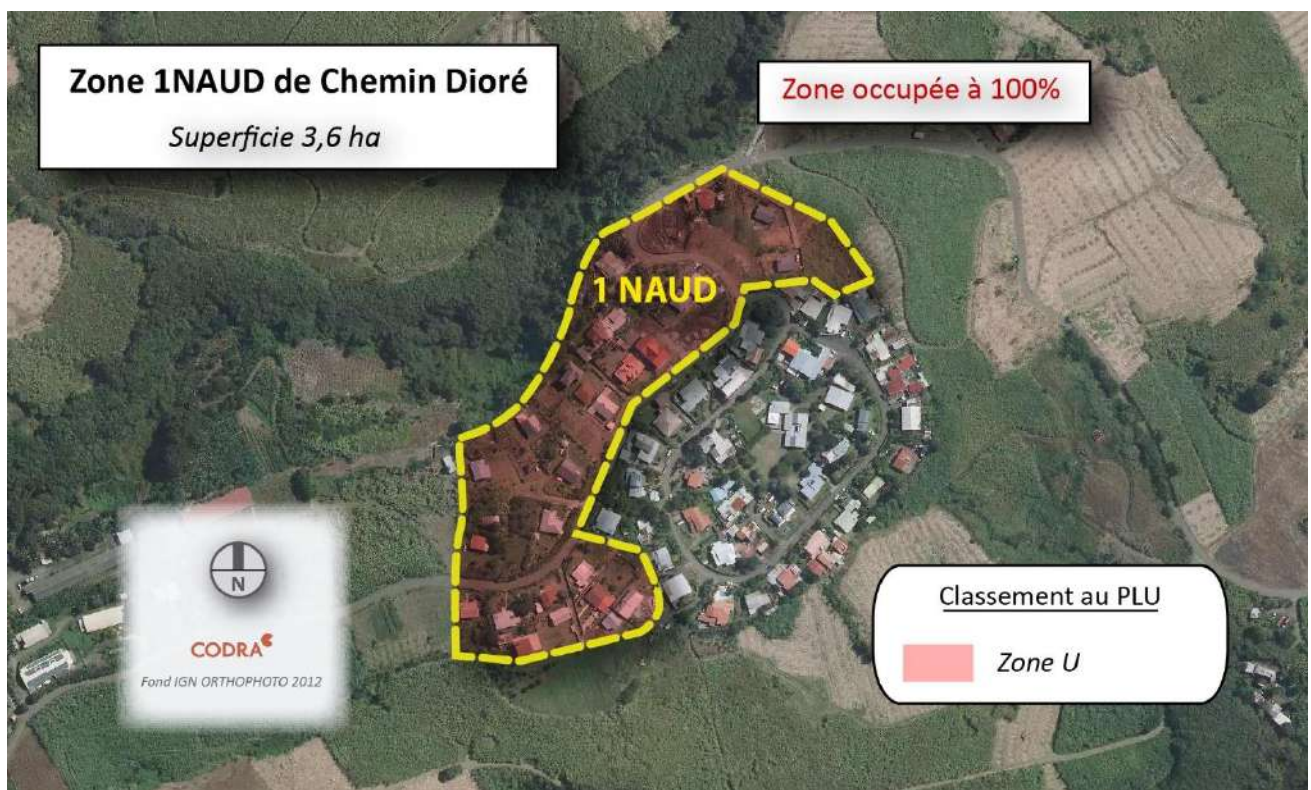 Zone 1NAUD de Chemin Dioré
Superficie 3,6 ha
Zone occupée à 100%
1 NAUD
N
CODRA
Fond IGN ORTHOPHOTO 2012
Classement au PLU
Zone U